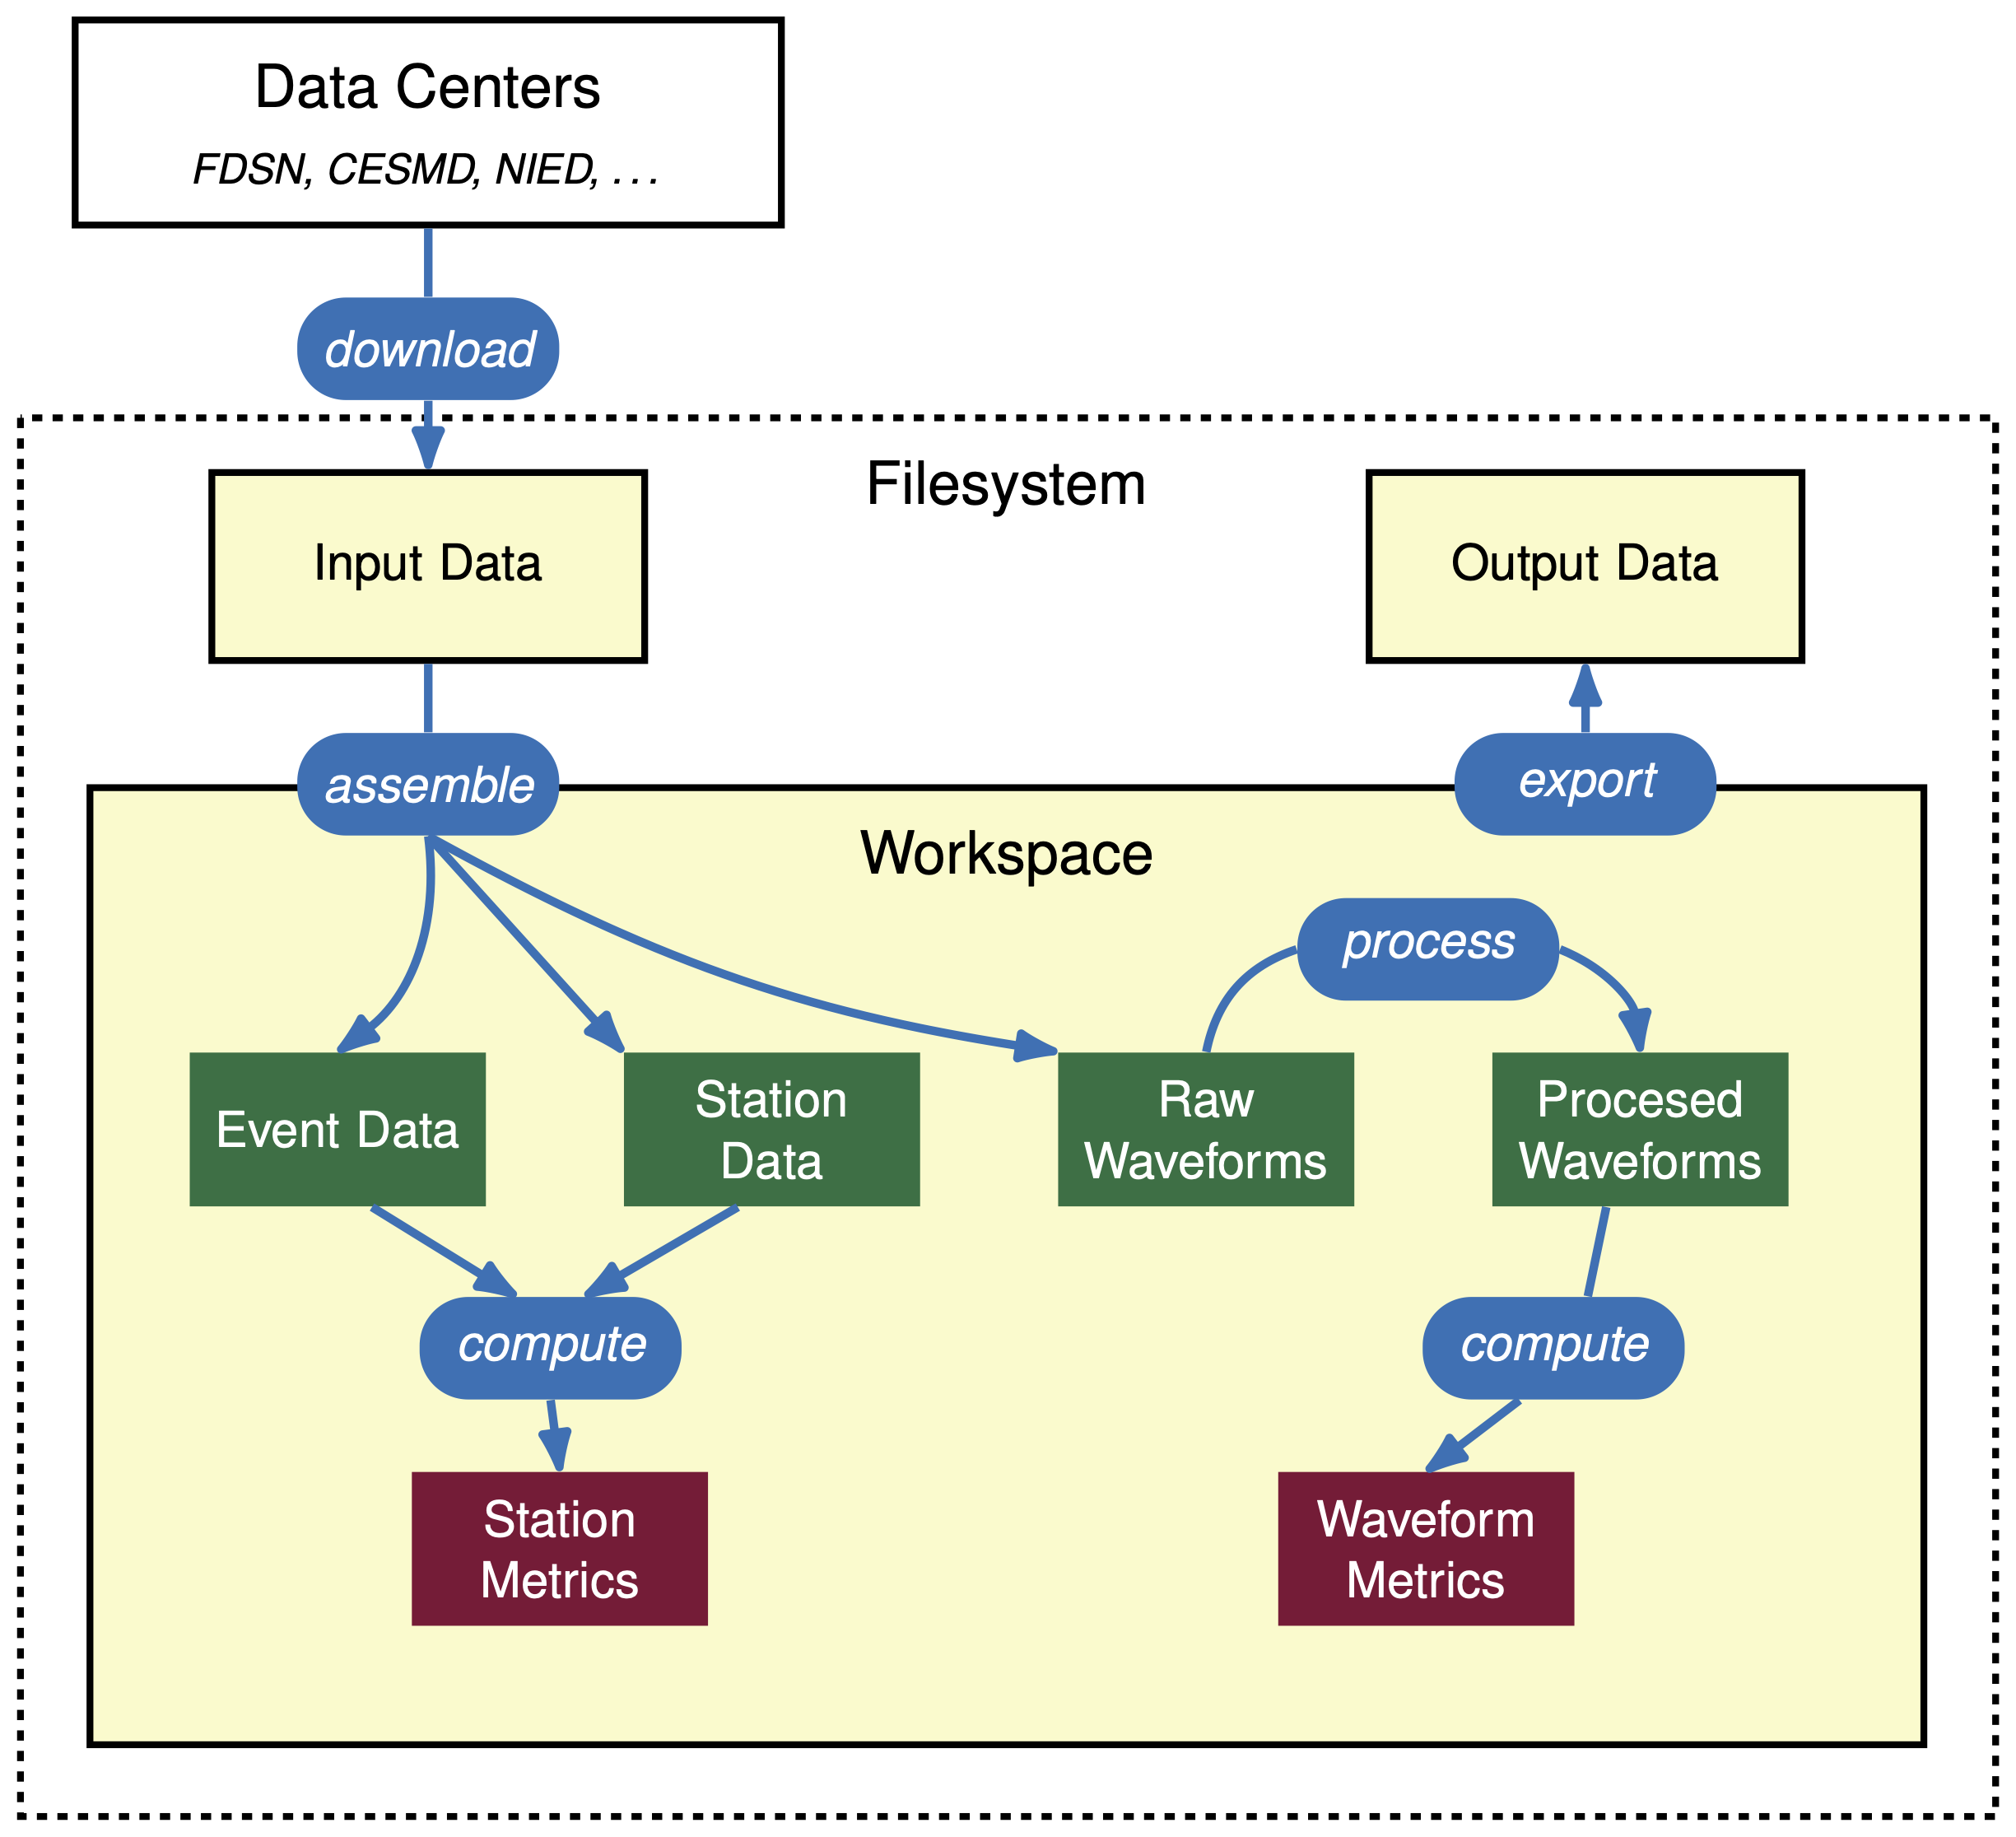 Data Centers
FDSN, CESMD, NIED, . . .
download
Filesystem
Input Data
Output Data
assemble
export
Workspace
process
Event Data
Station
Data
Raw
Waveforms
Procesed
Waveforms
compute
compute
Station
Metrics
Waveform
Metrics